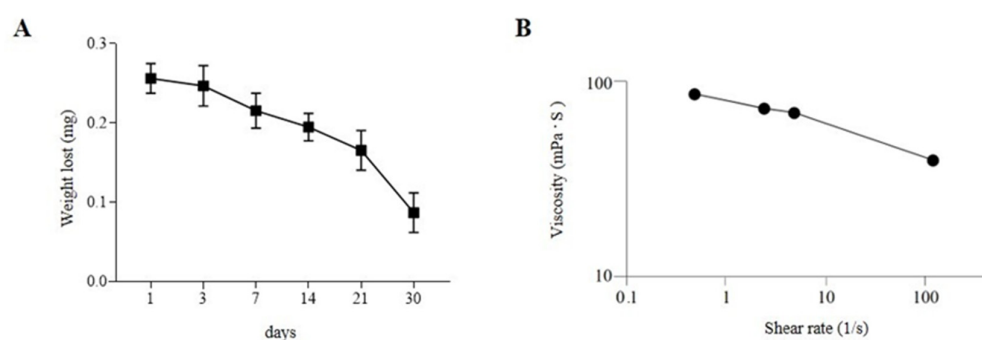 A
Weight lost (mg)
0.3
0.2
0.1
0.0
1 3 7 14 21 30
days
B
Viscosity (mPa · S )
100
10
0.1 1 10 100
Shear rate (1/s)